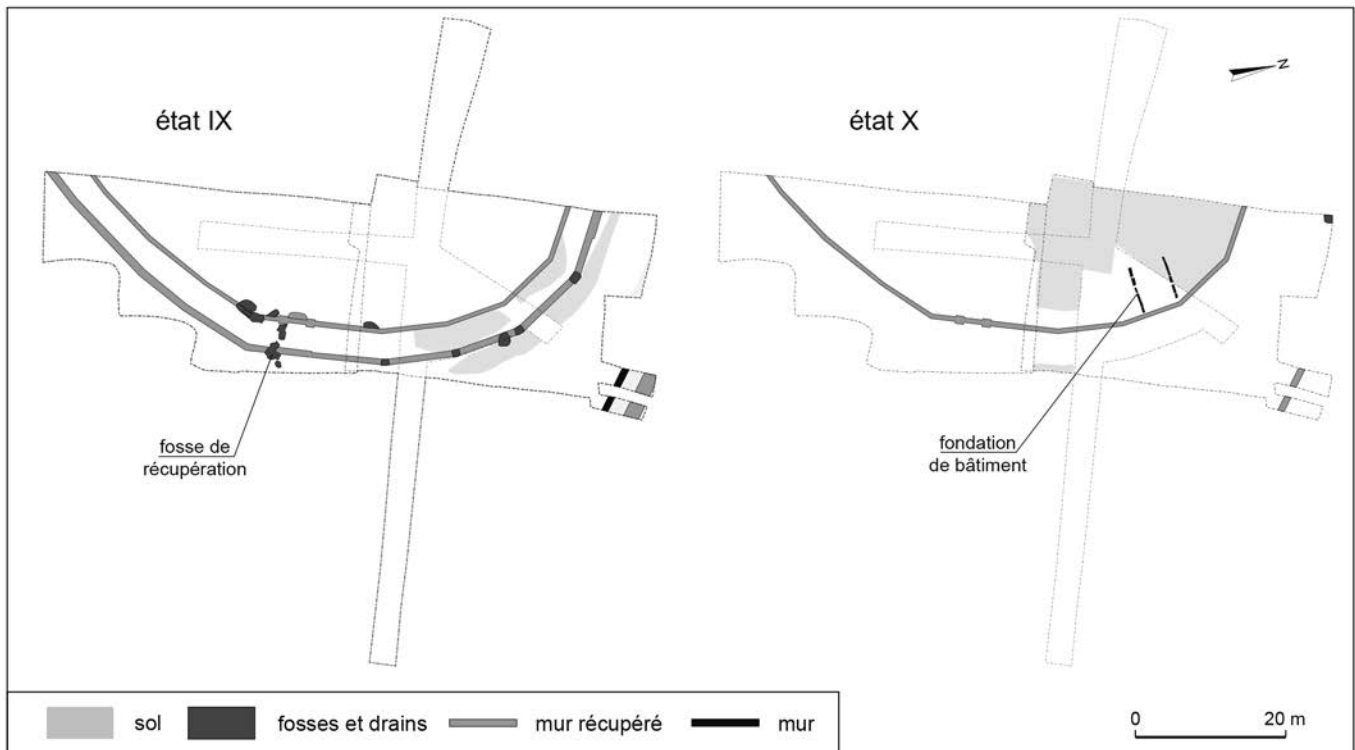 état IX
état X
N
fosse de
récupération
fondation
de bâtiment
sol
fosses et drains
mur récupéré
mur
0
20 m